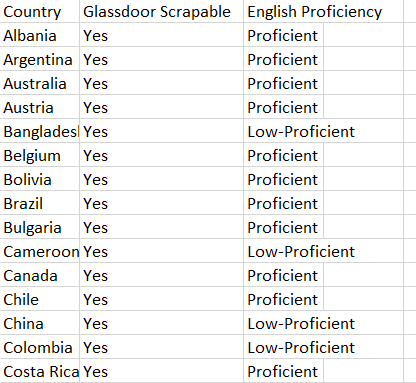 Country Glassdoor Scrapable English Proficiency
Albania Yes Proficient
Argentina Yes Proficient
Australia Yes Proficient
Austria Yes Proficient
Banglades Yes Low-Proficient
Belgium Yes Proficient
Bolivia Yes Proficient
Brazil Yes Proficient
Bulgaria Yes Proficient
Cameroon Yes Low-Proficient
Canada Yes Proficient
Chile Yes Proficient
China Yes Low-Proficient
Colombia Yes Low-Proficient
Costa Rica Yes Proficient